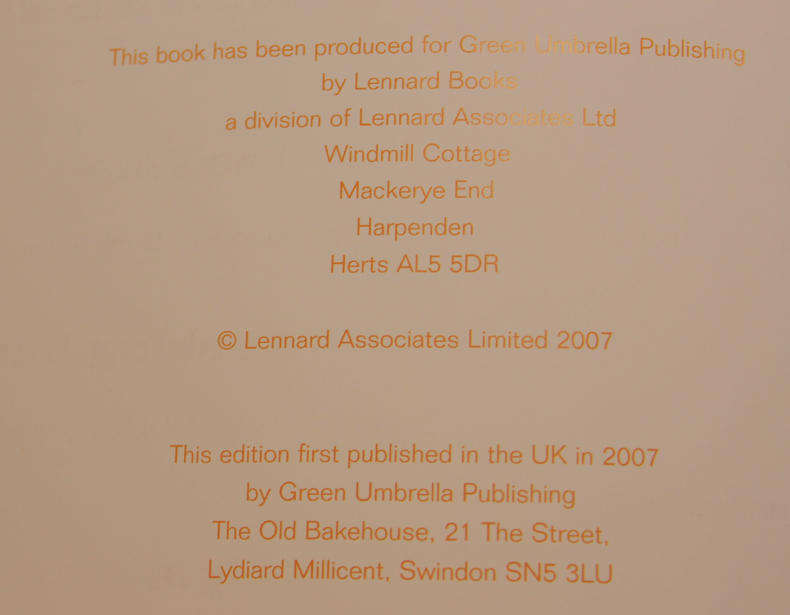 This book has been produced for Green Umbrella Publishing
by Lennard Books
a division of Lennard Associates Ltd
Windmill Cottage
Mackerye End
Harpenden
Herts AL5 5DR
© Lennard Associates Limited 2007
This edition first published in the UK in 2007
by Green Umbrella Publishing
The Old Bakehouse, 21 The Street,
Lydiard Millicent, Swindon SN5 3LU